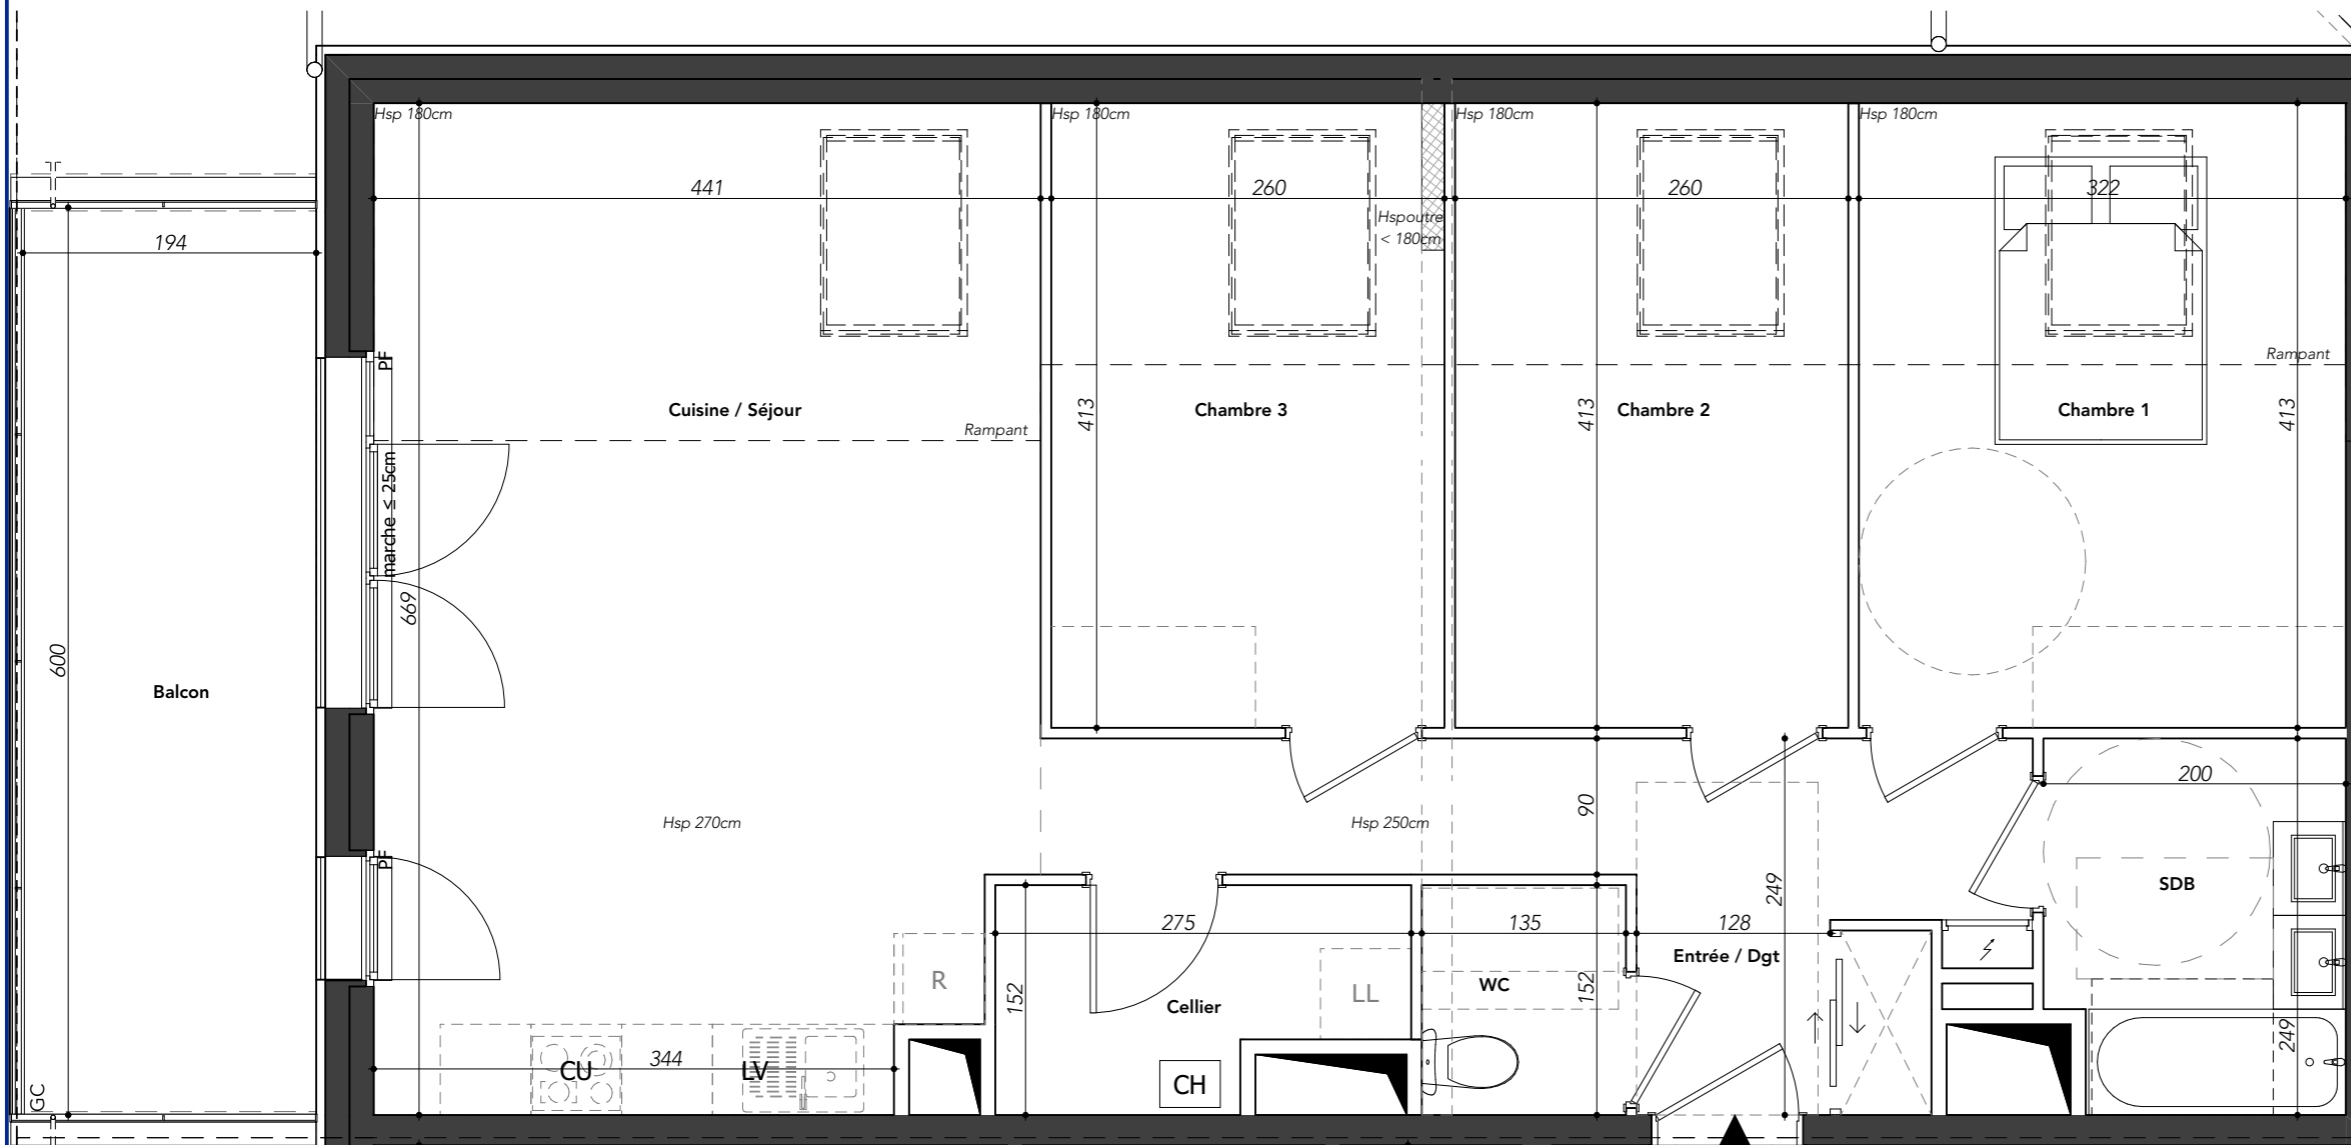 Hsp 180cm
Hsp 180cm
Hsp 180cm
Hsp 180cm
441
260
260
322
Hspoutre
< 180cm
194
PF
Rampant
Cuisine / Séjour
Chambre 3
Chambre 2
Chambre 1
413
413
413
Rampant
marche ≤ 25cm
669
600
Balcon
200
90
Hsp 270cm
Hsp 250cm
PF
249
SDB
275
135
128
Entrée / Dgt
R
LL
WC
152
152
Cellier
249
344
CU
LV
CH
GC